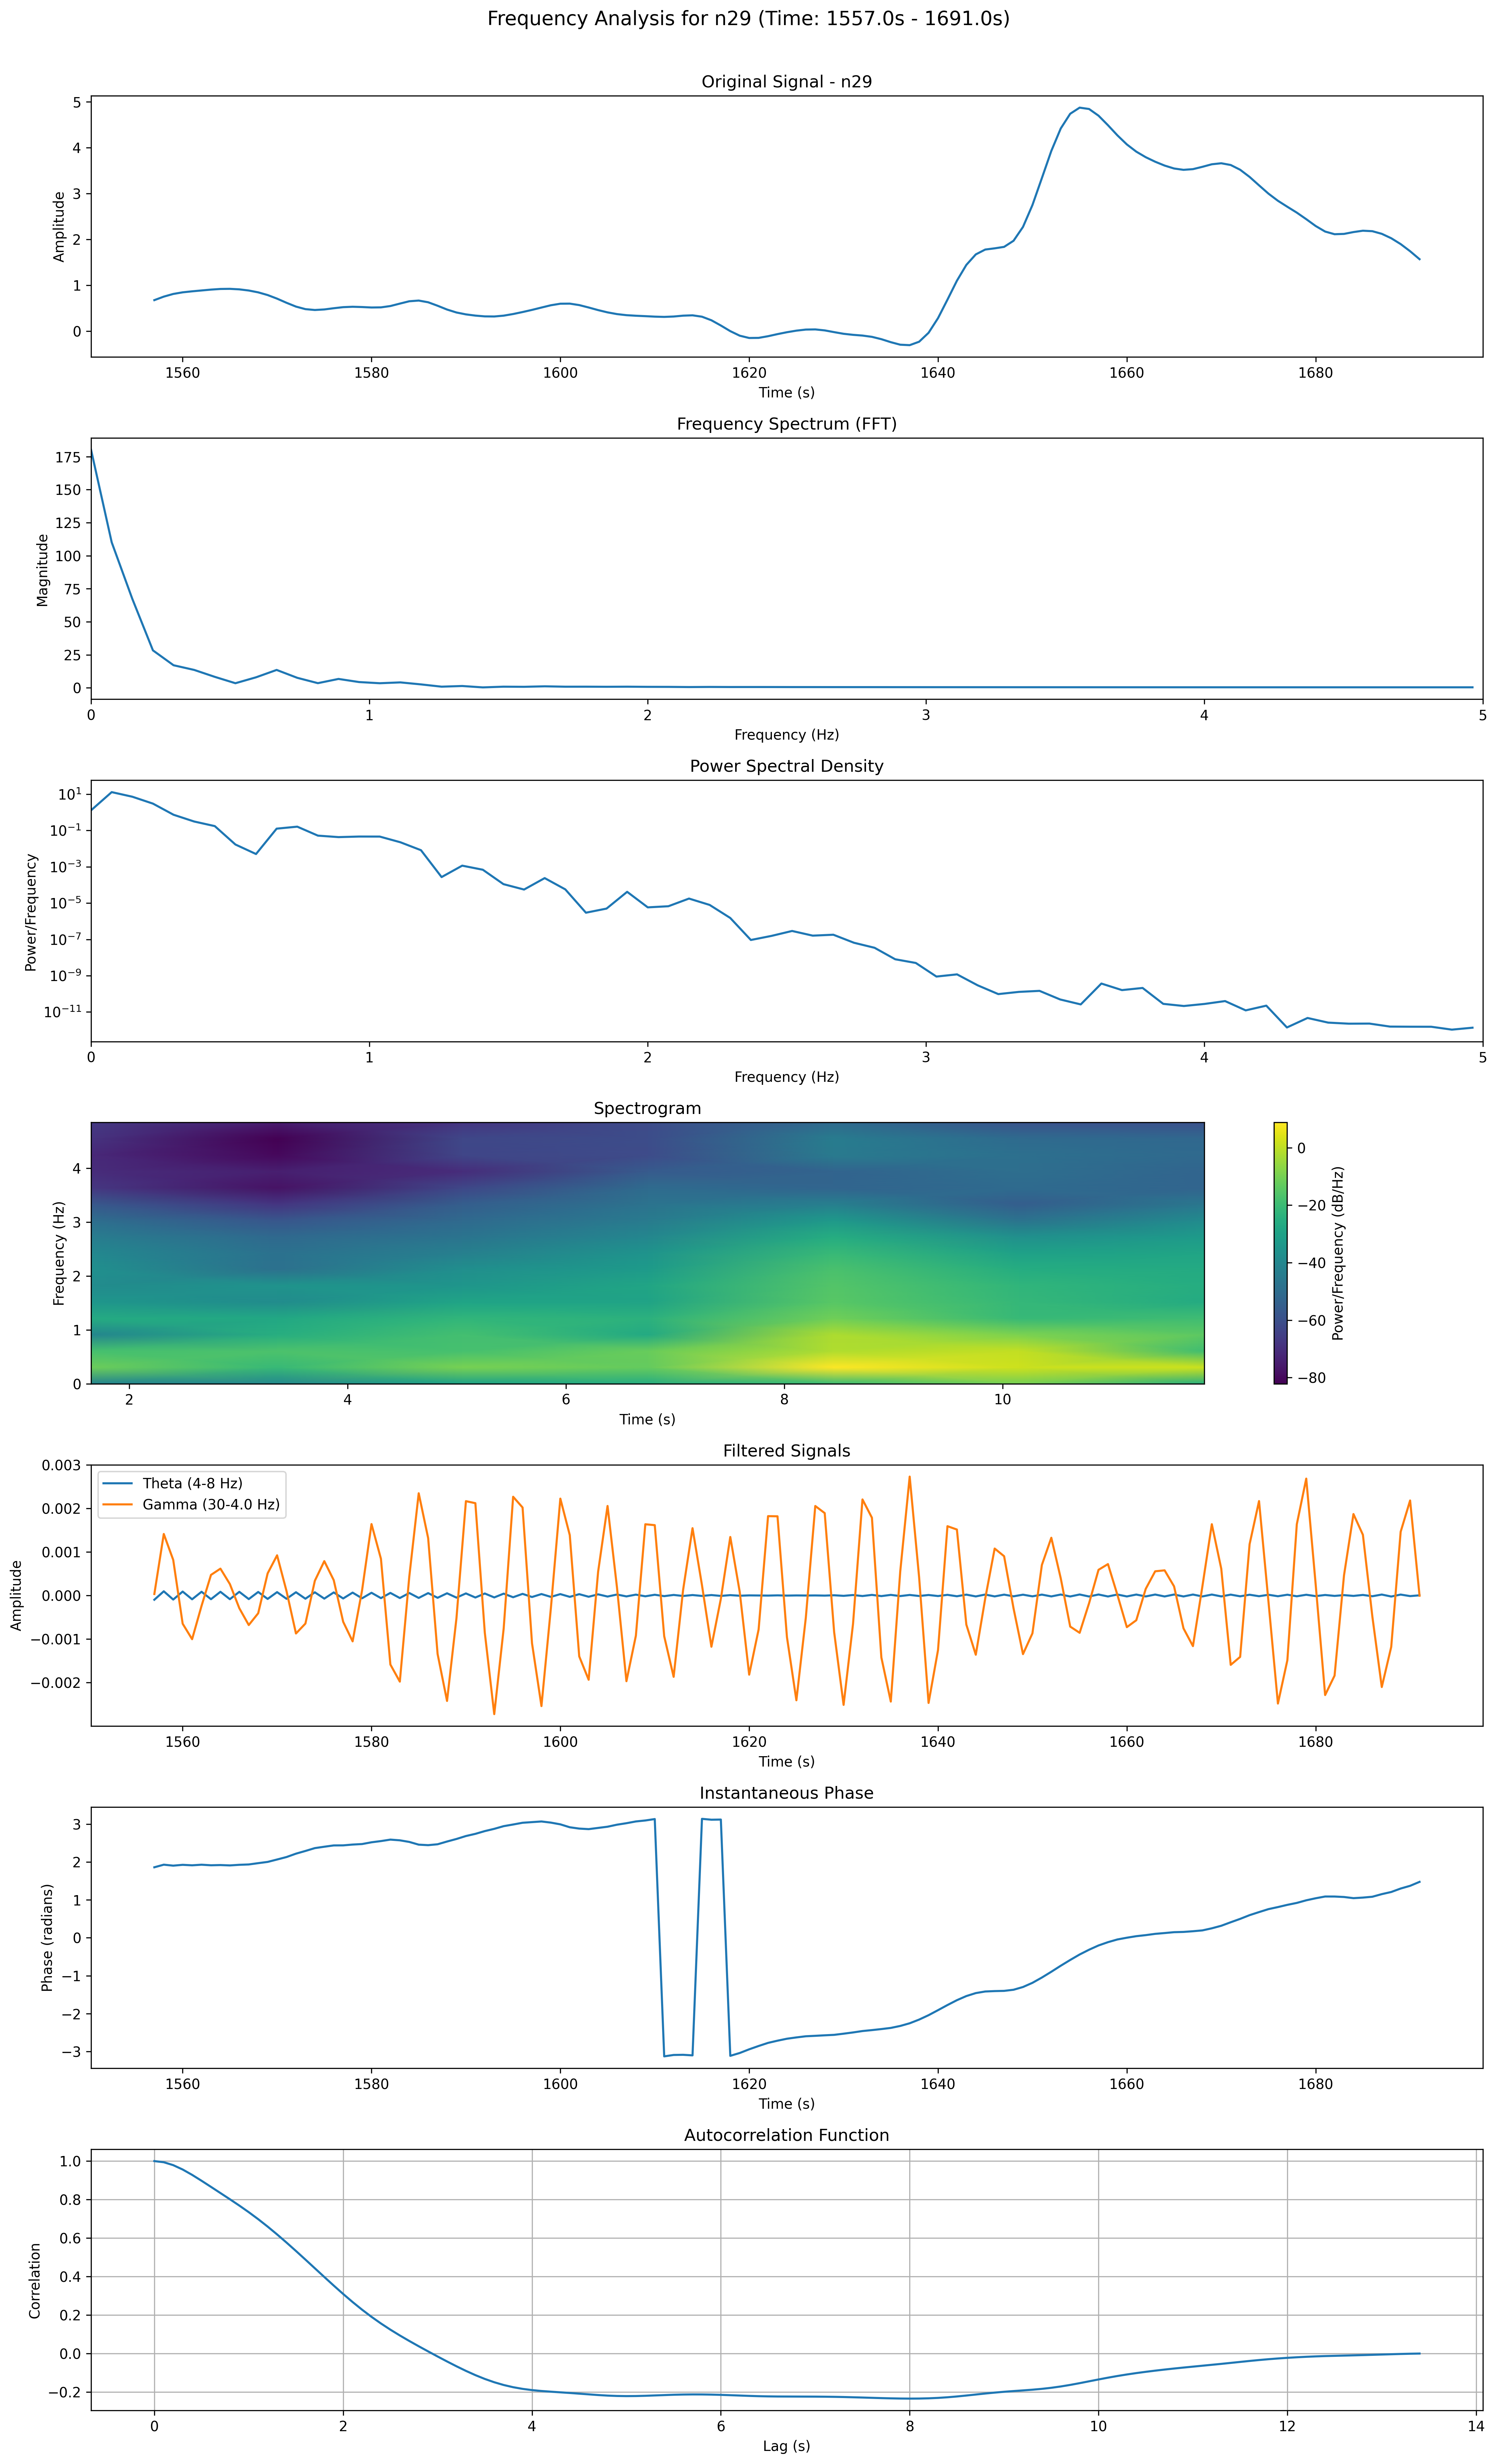 Frequency Analysis for n29 (Time: 1557.0s - 1691.0s)
Original Signal - n29
Amplitude
5
4
3
2
1
0
1560 1580 1600 1620 1640 1660 1680
Time (s)
Frequency Spectrum (FFT)
Magnitude
175
150
125
100
75
50
25
0
0 1 2 3 4 5
Frequency (Hz)
Power Spectral Density
Power/Frequency
10¹
10⁻¹
10⁻³
10⁻⁵
10⁻⁷
10⁻⁹
10⁻¹¹
0 1 2 3 4 5
Frequency (Hz)
Spectrogram
Frequency (Hz)
4
3
2
1
0
2 4 6 8 10
Time (s)
0
−20
−40
−60
−80
Power/Frequency (dB/Hz)
Filtered Signals
Theta (4-8 Hz)
Gamma (30-4.0 Hz)
Amplitude
0.003
0.002
0.001
0.000
−0.001
−0.002
1560 1580 1600 1620 1640 1660 1680
Time (s)
Instantaneous Phase
Phase (radians)
3
2
1
0
−1
−2
−3
1560 1580 1600 1620 1640 1660 1680
Time (s)
Autocorrelation Function
Correlation
1.0
0.8
0.6
0.4
0.2
0.0
−0.2
0 2 4 6 8 10 12 14
Lag (s)